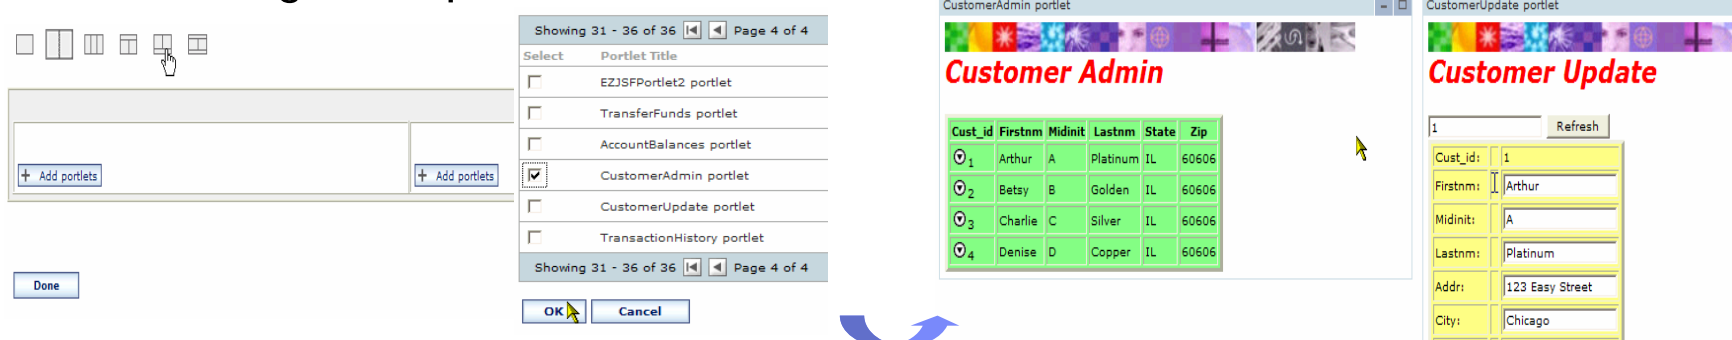 Showing 31 - 36 of 36 Page 4 of 4
Select Portlet Title
EZJSFPortlet2 portlet
TransferFunds portlet
AccountBalances portlet
CustomerAdmin portlet
CustomerUpdate portlet
TransactionHistory portlet
Showing 31 - 36 of 36 Page 4 of 4
OK Cancel
+ Add portlets
+ Add portlets
Done
CustomerAdmin portlet
Customer Admin
Cust_id Firstnm Midinit Lastnm State Zip
1 Arthur A Platinum IL 60606
2 Betsy B Golden IL 60606
3 Charlie C Silver IL 60606
4 Denise D Copper IL 60606
CustomerUpdate portlet
Customer Update
1 Refresh
Cust_id: 1
Firstnm: Arthur
Midinit: A
Lastnm: Platinum
Addr: 123 Easy Street
City: Chicago